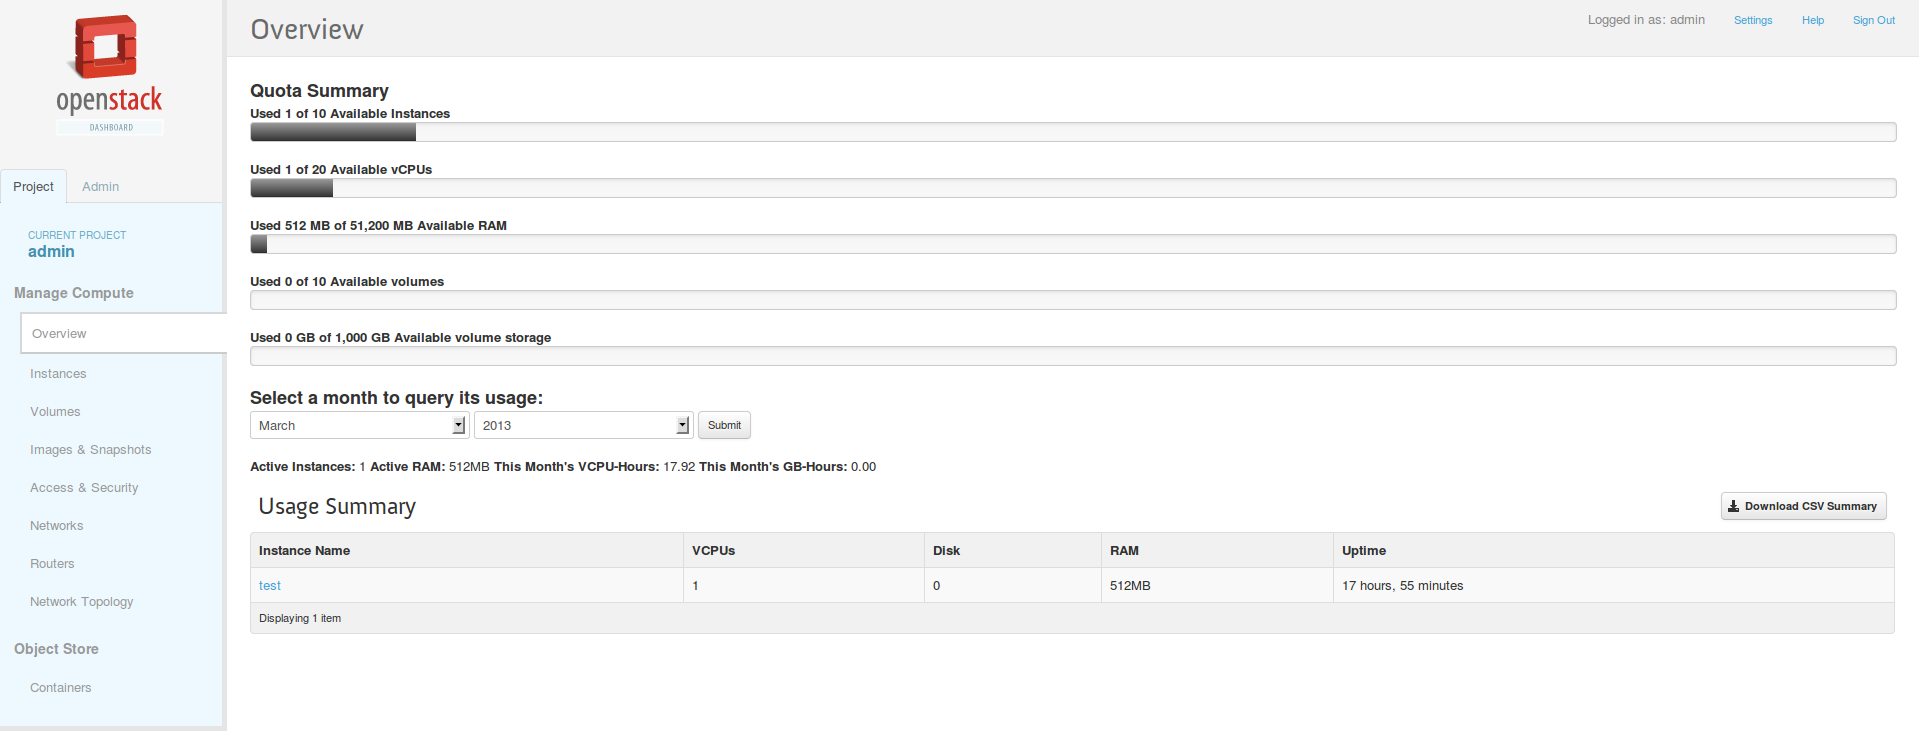 openstack
DASHBOARD
Project Admin
CURRENT PROJECT
admin
Manage Compute
Overview
Instances
Volumes
Images & Snapshots
Access & Security
Networks
Routers
Network Topology
Object Store
Containers
Overview
Logged in as: admin Settings Help Sign Out
Quota Summary
Used 1 of 10 Available Instances
Used 1 of 20 Available vCPUs
Used 512 MB of 51,200 MB Available RAM
Used 0 of 10 Available volumes
Used 0 GB of 1,000 GB Available volume storage
Select a month to query its usage:
March 2013 Submit
Active Instances: 1 Active RAM: 512MB This Month's VCPU-Hours: 17.92 This Month's GB-Hours: 0.00
Usage Summary Download CSV Summary
Instance Name VCPUs Disk RAM Uptime
test 1 0 512MB 17 hours, 55 minutes
Displaying 1 item